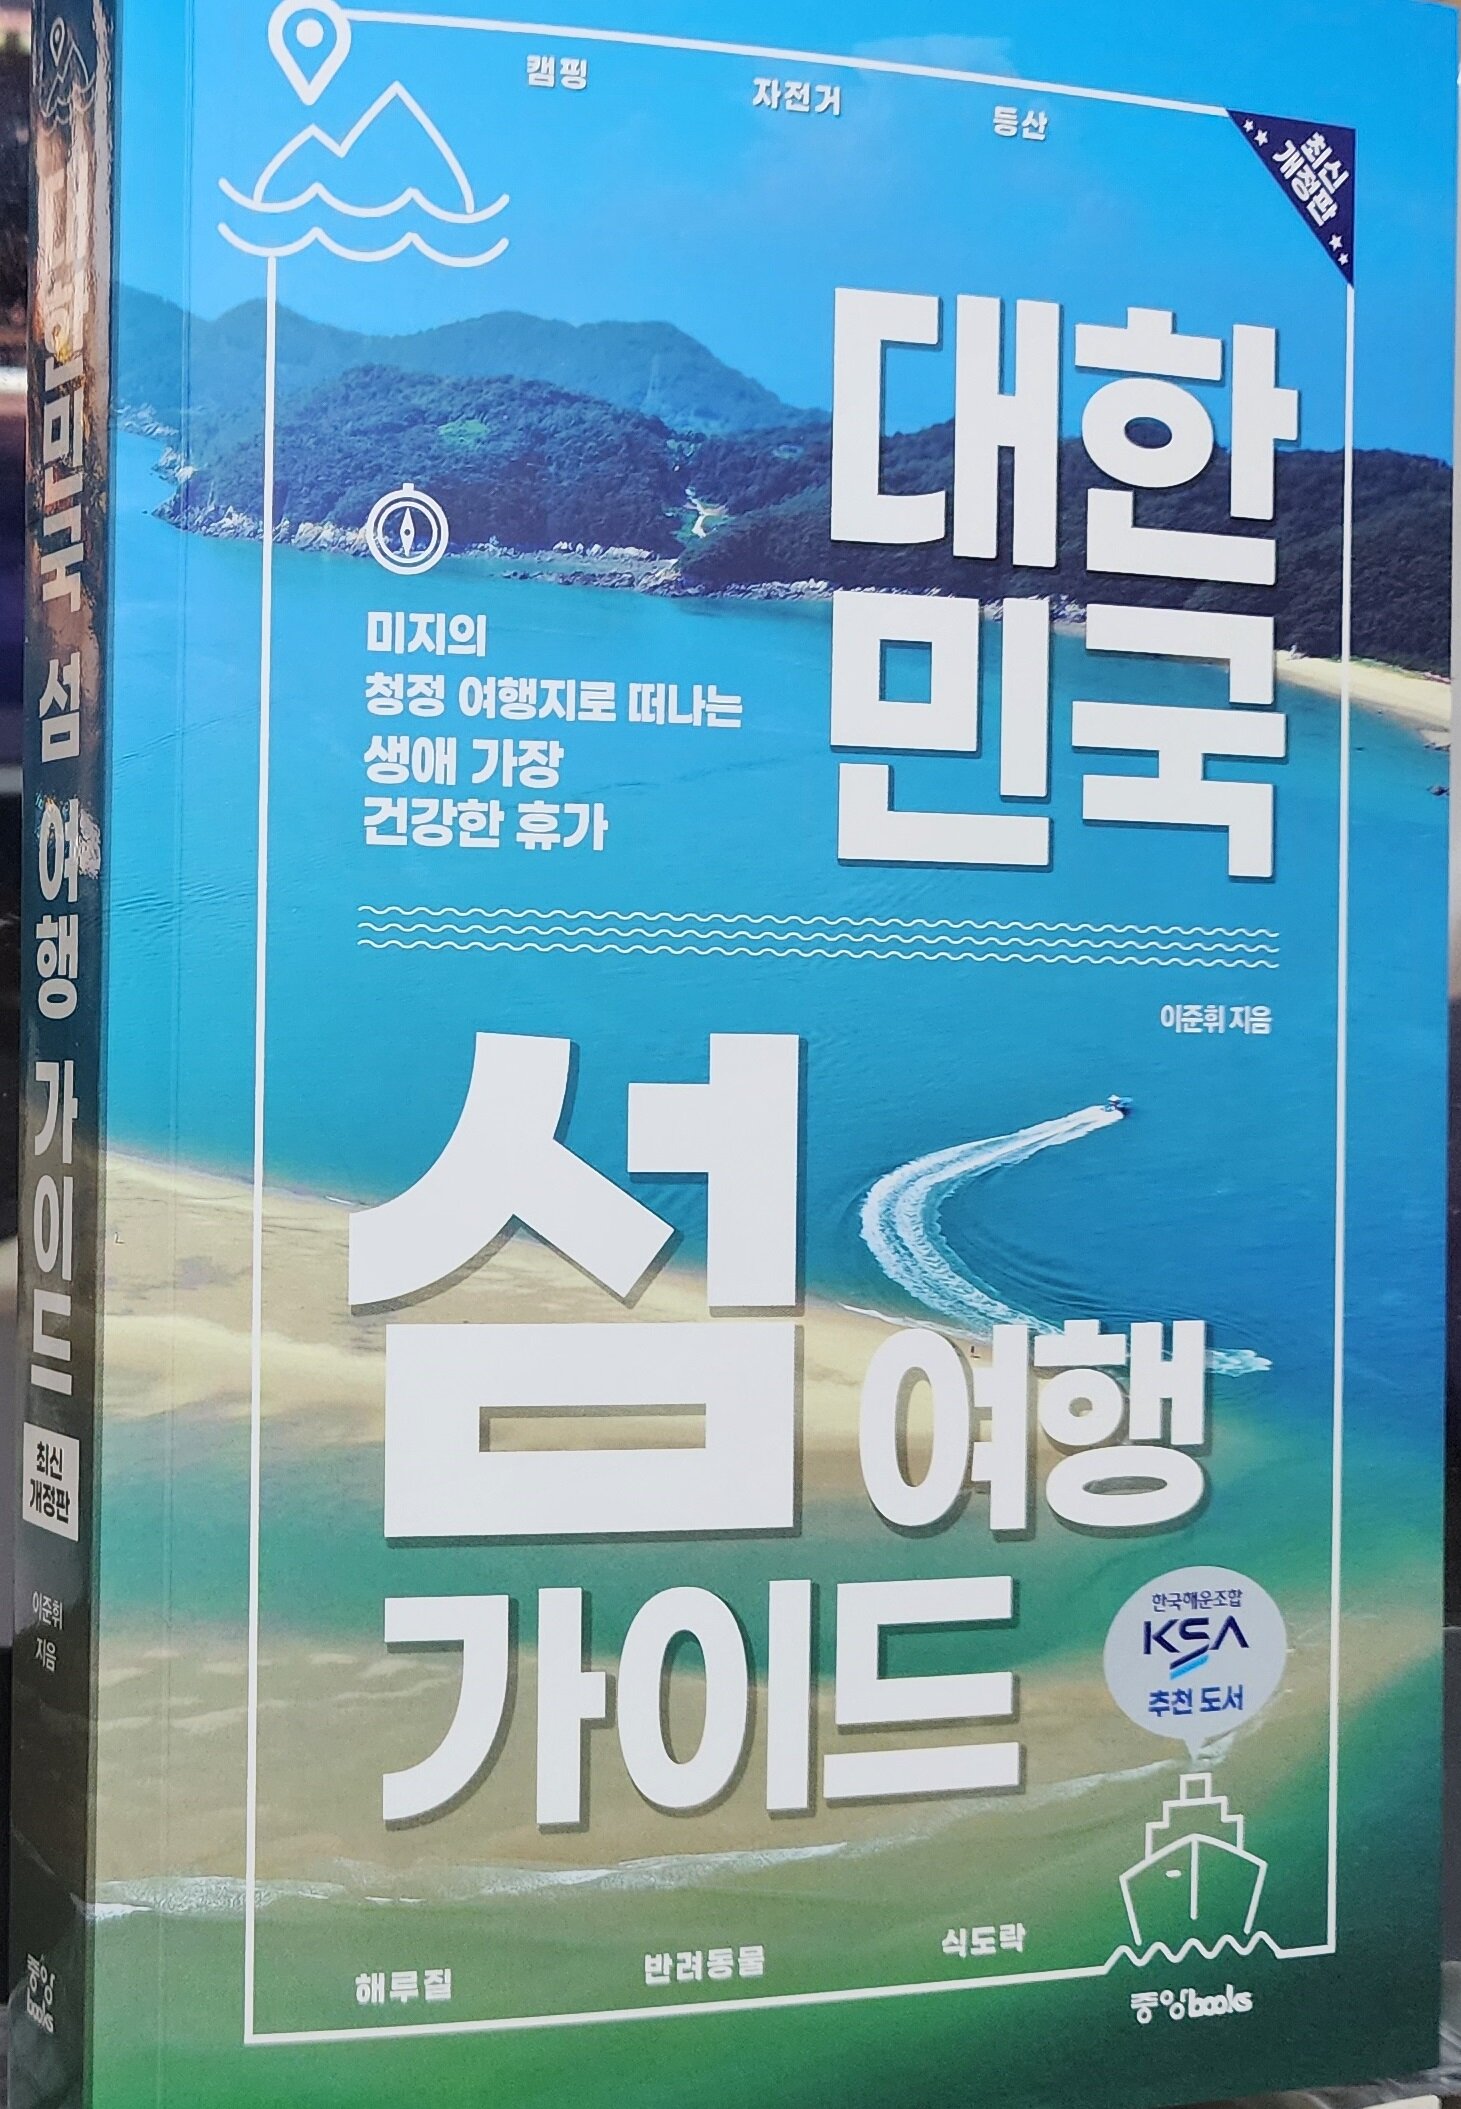 캠핑 자전거 등산
최신
개정판
대한
민국
미지의
청정 여행지로 떠나는
생애 가장
건강한 휴가
이준휘 지음
섬 여행
가이드
한국해운조합
KSA
추천 도서
해루질 반려동물 식도락
중앙books
대한민국 섬 여행 가이드
최신
개정판
이준휘
지음
중앙
books